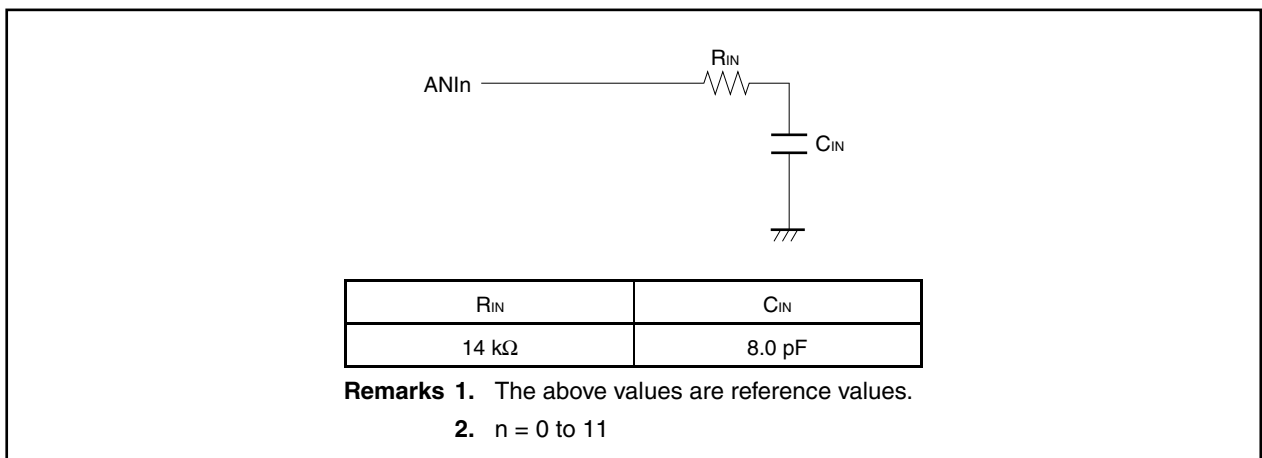 RIN
ANIn
CIN
RIN CIN
14 kΩ 8.0 pF
Remarks 1. The above values are reference values.
2. n = 0 to 11